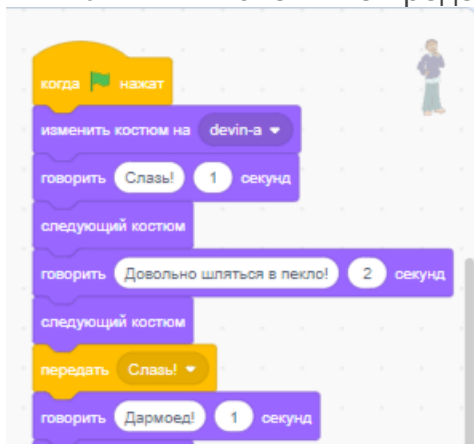 когда нажат
изменить костюм на devin-a
говорить Слазь! 1 секунд
следующий костюм
говорить Довольно шляться в пекло! 2 секунд
следующий костюм
передать Слазь!
говорить Дармоед! 1 секунд